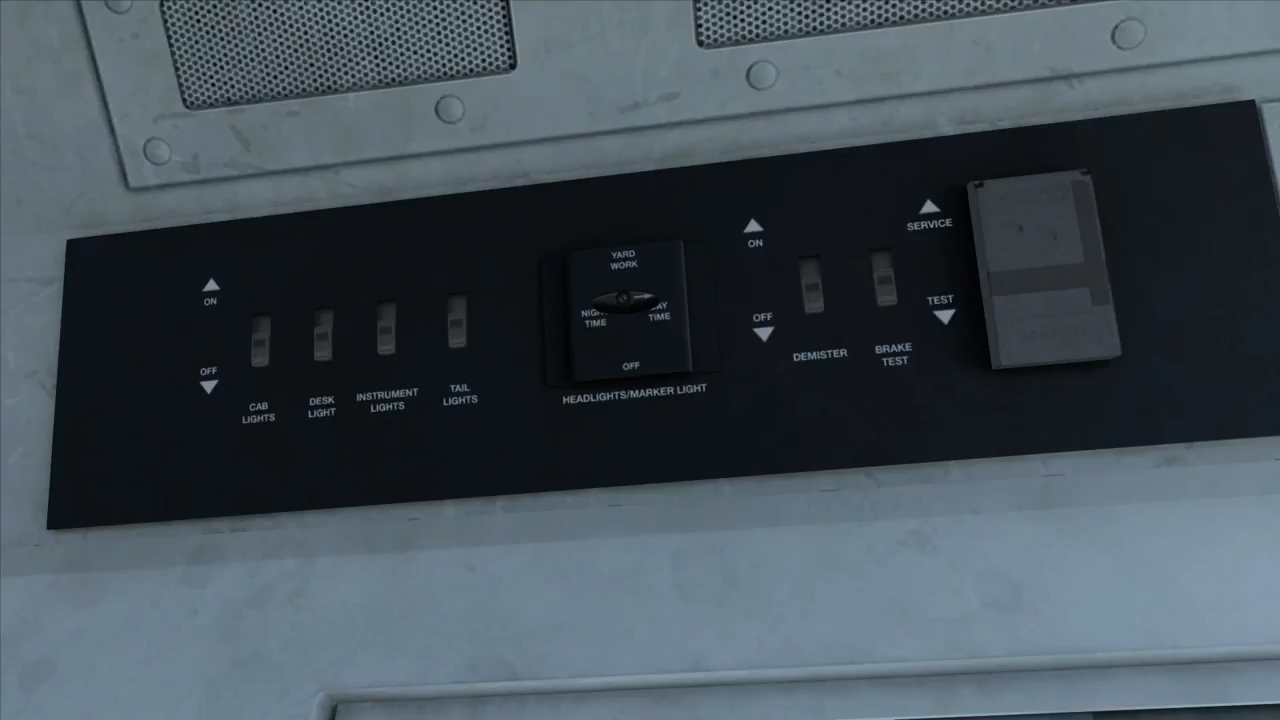 ON
OFF
CAB
LIGHTS
DESK
LIGHT
INSTRUMENT
LIGHTS
TAIL
LIGHTS
YARD
WORK
TIME
TIME
OFF
HEADLIGHTS/MARKER LIGHT
ON
OFF
DEMISTER
BRAKE
TEST
SERVICE
TEST